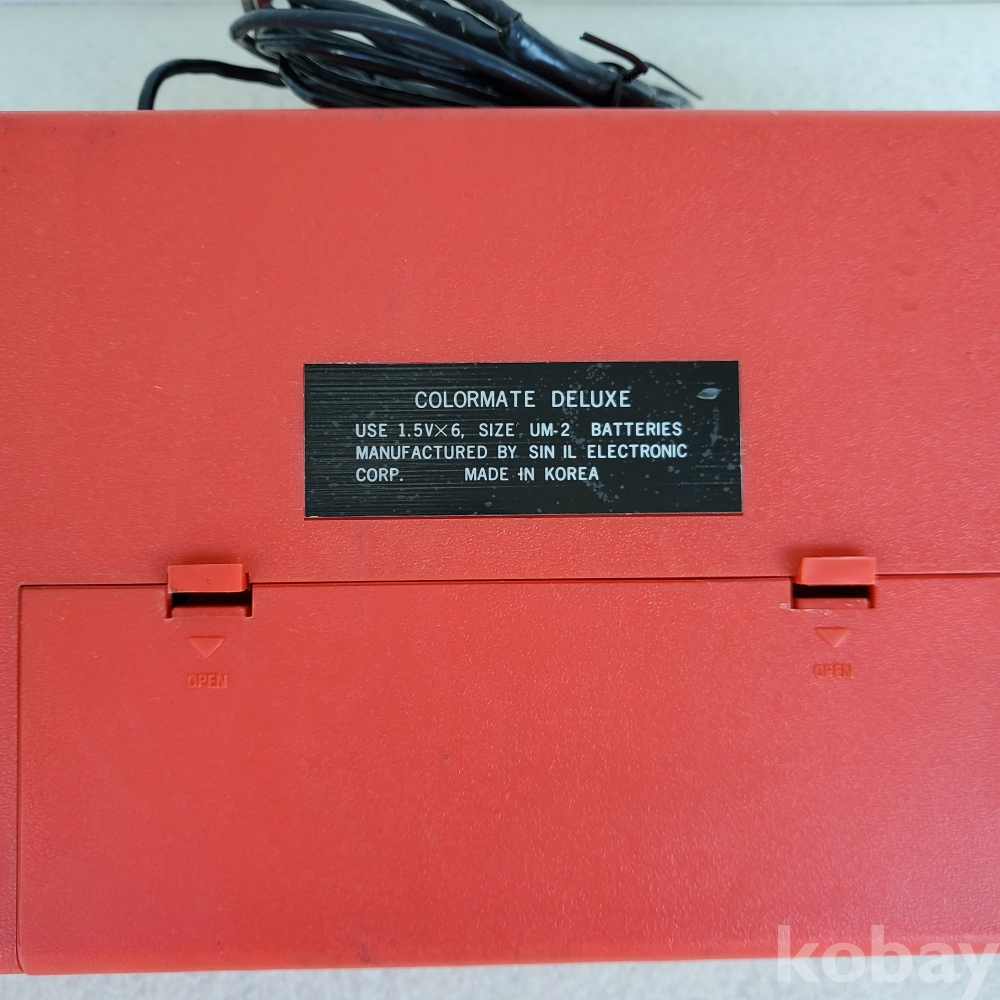 COLORMATE DELUXE
USE 1.5V×6, SIZE UM-2 BATTERIES
MANUFACTURED BY SIN IL ELECTRONIC
CORP. MADE IN KOREA
OPEN OPEN
kobay